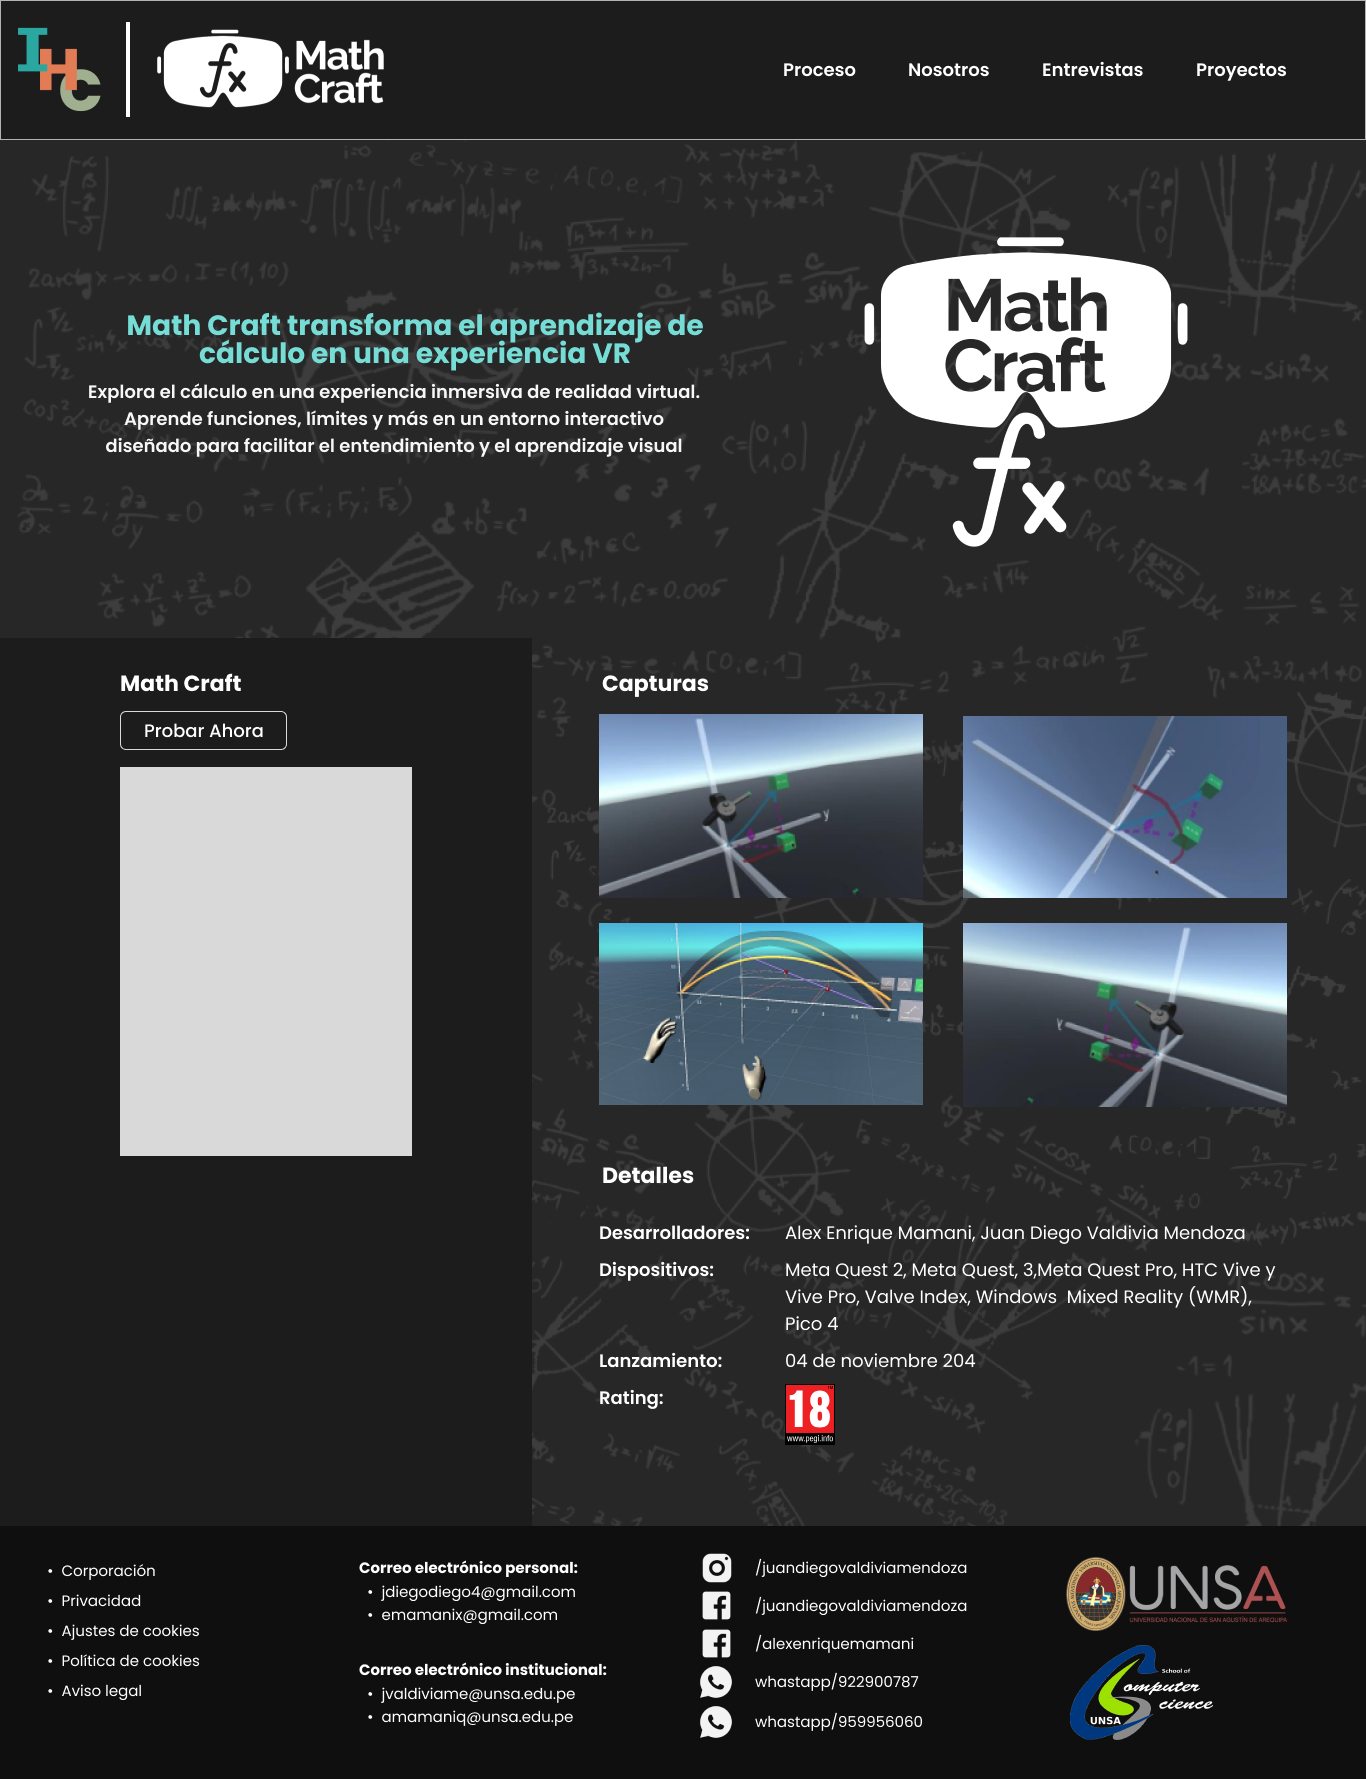 IHC
fx
Math
Craft
Proceso
Nosotros
Entrevistas
Proyectos
Math Craft transforma el aprendizaje de
cálculo en una experiencia VR
Explora el cálculo en una experiencia inmersiva de realidad virtual.
Aprende funciones, límites y más en un entorno interactivo
diseñado para facilitar el entendimiento y el aprendizaje visual
Math
Craft
fx
Math Craft
Probar Ahora
Capturas
Detalles
Desarrolladores:
Alex Enrique Mamani, Juan Diego Valdivia Mendoza
Dispositivos:
Meta Quest 2, Meta Quest, 3,Meta Quest Pro, HTC Vive y
Vive Pro, Valve Index, Windows  Mixed Reality (WMR),
Pico 4
Lanzamiento:
04 de noviembre 204
Rating:
18
www.pegi.info
• Corporación
• Privacidad
• Ajustes de cookies
• Política de cookies
• Aviso legal
Correo electrónico personal:
• jdiegodiego4@gmail.com
• emamanix@gmail.com
Correo electrónico institucional:
• jvaldiviame@unsa.edu.pe
• amamaniq@unsa.edu.pe
/juandiegovaldiviamendoza
/juandiegovaldiviamendoza
/alexenriquemamani
whastapp/922900787
whastapp/959956060
UNSA
UNIVERSIDAD NACIONAL DE SAN AGUSTÍN DE AREQUIPA
School of
Computer
Science
UNSA